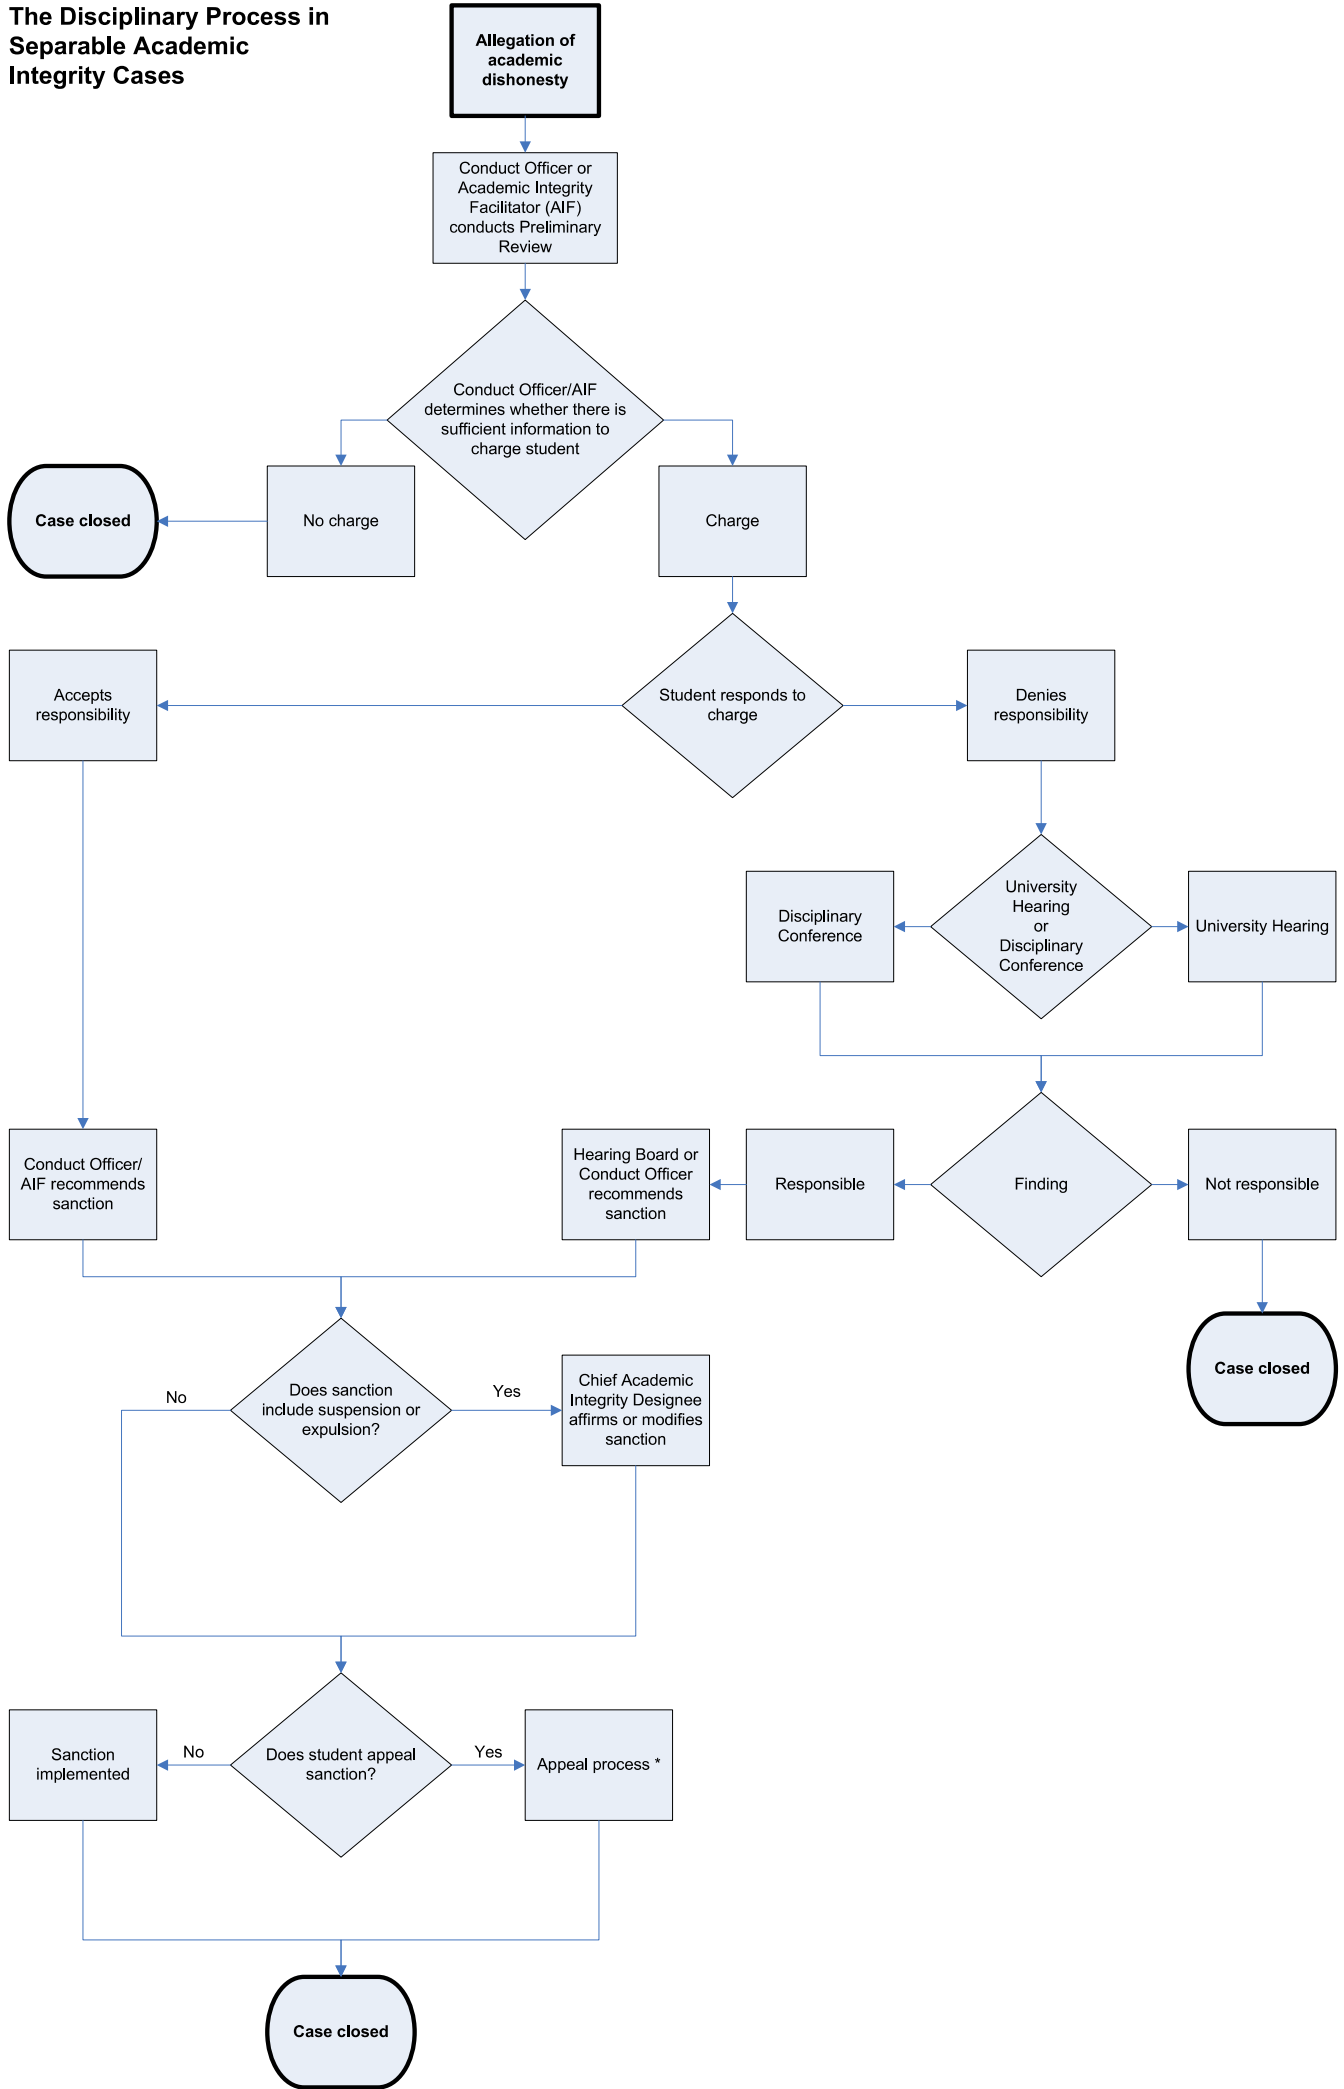 The Disciplinary Process in
Separable Academic
Integrity Cases
Allegation of
academic
dishonesty
Conduct Officer or
Academic Integrity
Facilitator (AIF)
conducts Preliminary
Review
Conduct Officer/AIF
determines whether there is
sufficient information to
charge student
Case closed
No charge
Charge
Accepts
responsibility
Student responds to
charge
Denies
responsibility
Disciplinary
Conference
University
Hearing
or
Disciplinary
Conference
University Hearing
Conduct Officer/
AIF recommends
sanction
Hearing Board or
Conduct Officer
recommends
sanction
Responsible
Finding
Not responsible
No
Does sanction
include suspension or
expulsion?
Yes
Chief Academic
Integrity Designee
affirms or modifies
sanction
Case closed
Sanction
implemented
No
Does student appeal
sanction?
Yes
Appeal process *
Case closed